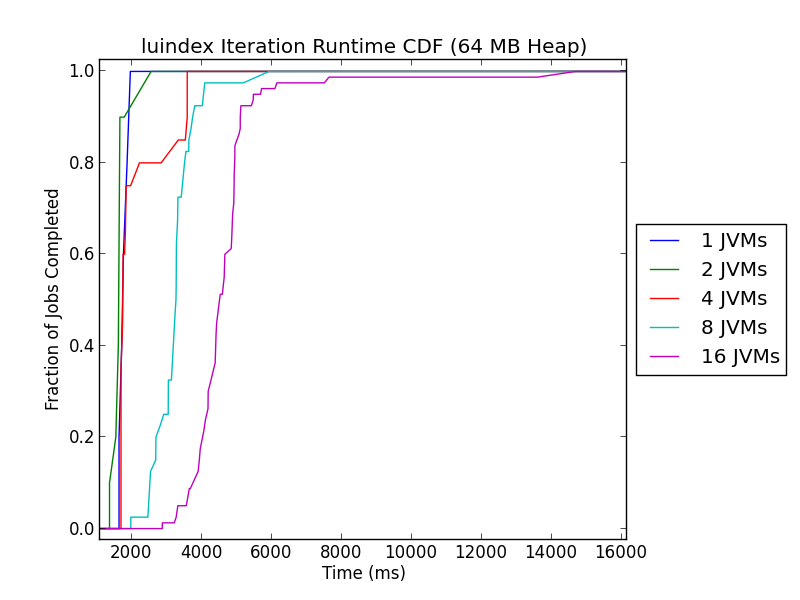 luindex Iteration Runtime CDF (64 MB Heap)
Fraction of Jobs Completed
1.0
0.8
0.6
0.4
0.2
0.0
2000 4000 6000 8000 10000 12000 14000 16000
Time (ms)
1 JVMs
2 JVMs
4 JVMs
8 JVMs
16 JVMs